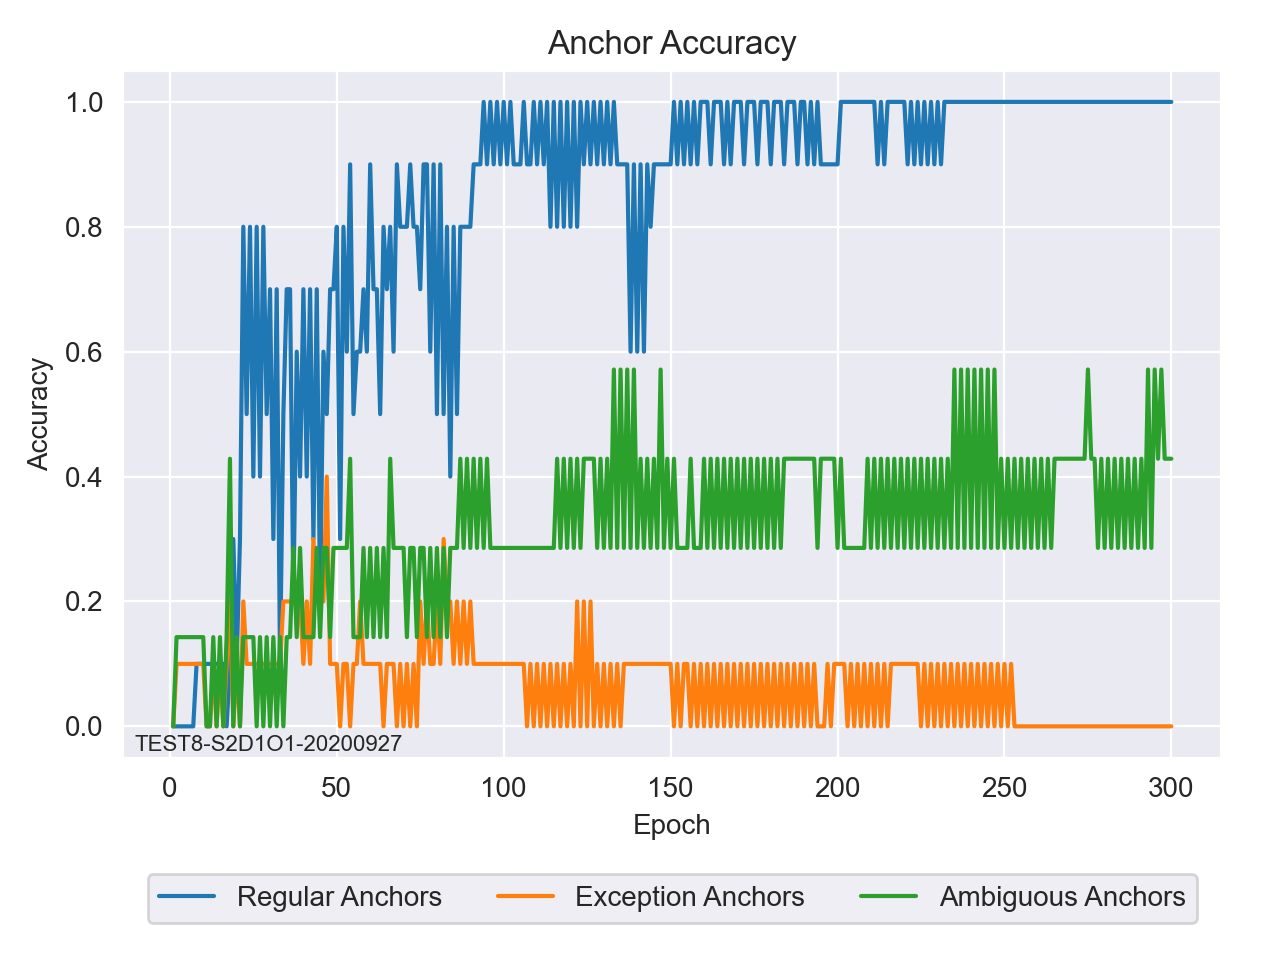 Anchor Accuracy
1.0
0.8
0.6
0.4
0.2
0.0
Accuracy
TEST8-S2D1O1-20200927
0 50 100 150 200 250 300
Epoch
Regular Anchors Exception Anchors Ambiguous Anchors